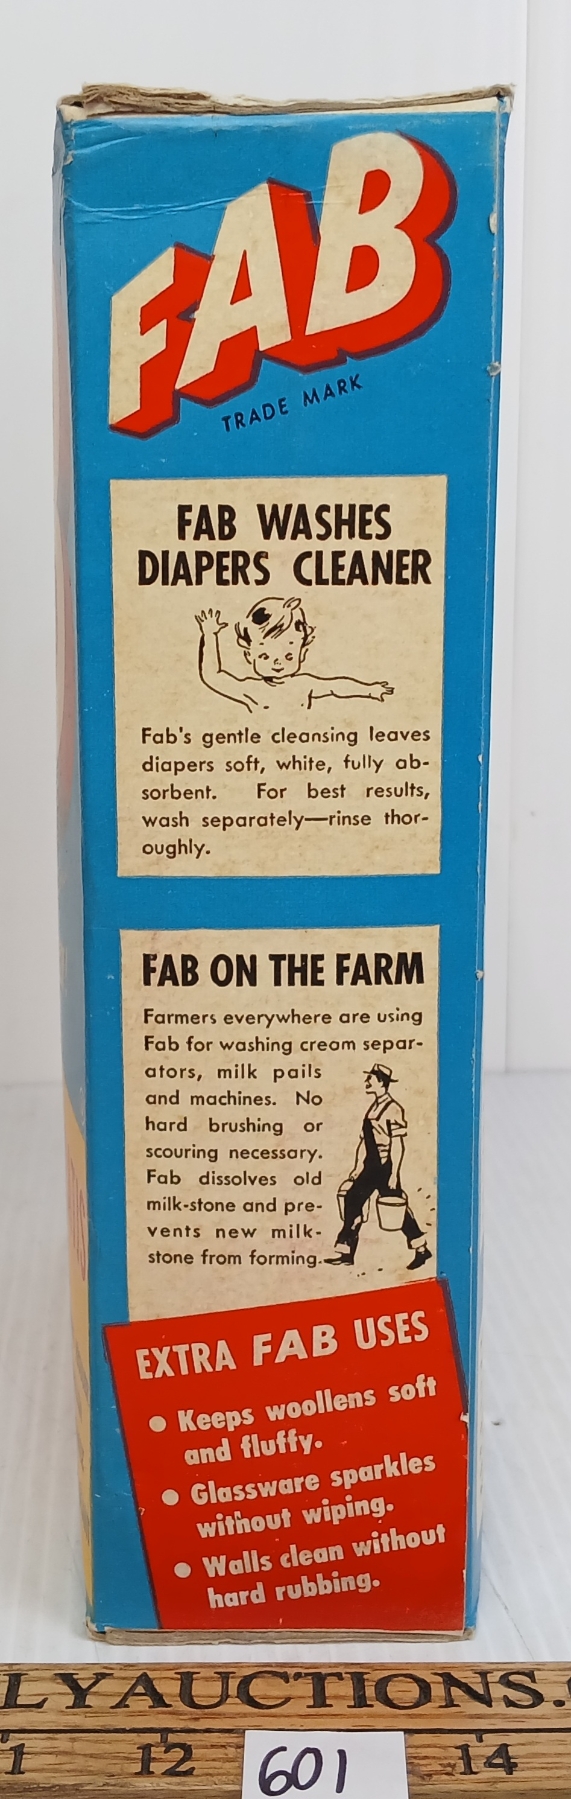 FAB
TRADE MARK
FAB WASHES
DIAPERS CLEANER
Fab's gentle cleansing leaves
diapers soft, white, fully ab-
sorbent. For best results,
wash separately—rinse thor-
oughly.
FAB ON THE FARM
Farmers everywhere are using
Fab for washing cream separ-
ators, milk pails
and machines. No
hard brushing or
scouring necessary.
Fab dissolves old
milk-stone and pre-
vents new milk-
stone from forming.
EXTRA FAB USES
● Keeps woollens soft
and fluffy.
● Glassware sparkles
without wiping.
● Walls clean without
hard rubbing.
LYAUCTIONS.
1 12 14
601